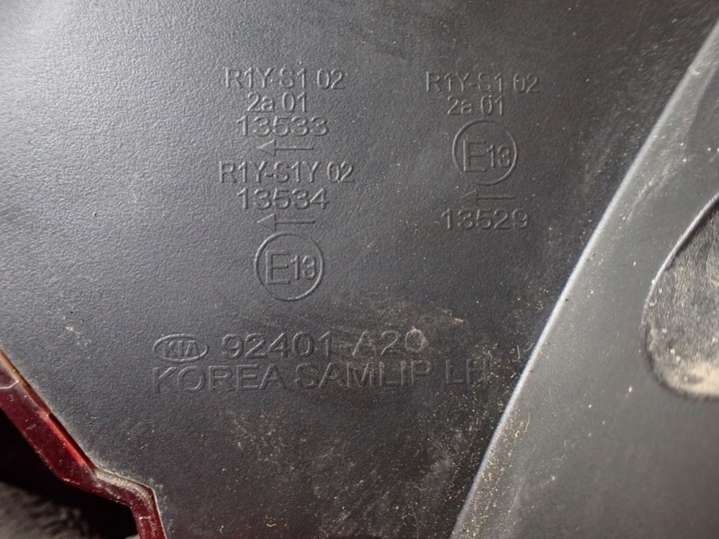 R1Y-S1 02
2a 01
13533
R1Y-S1Y 02
13534
E13
R1Y-S1 02
2a 01
E13
13529
KIA 92401-A20
KOREA SAMLIP LH